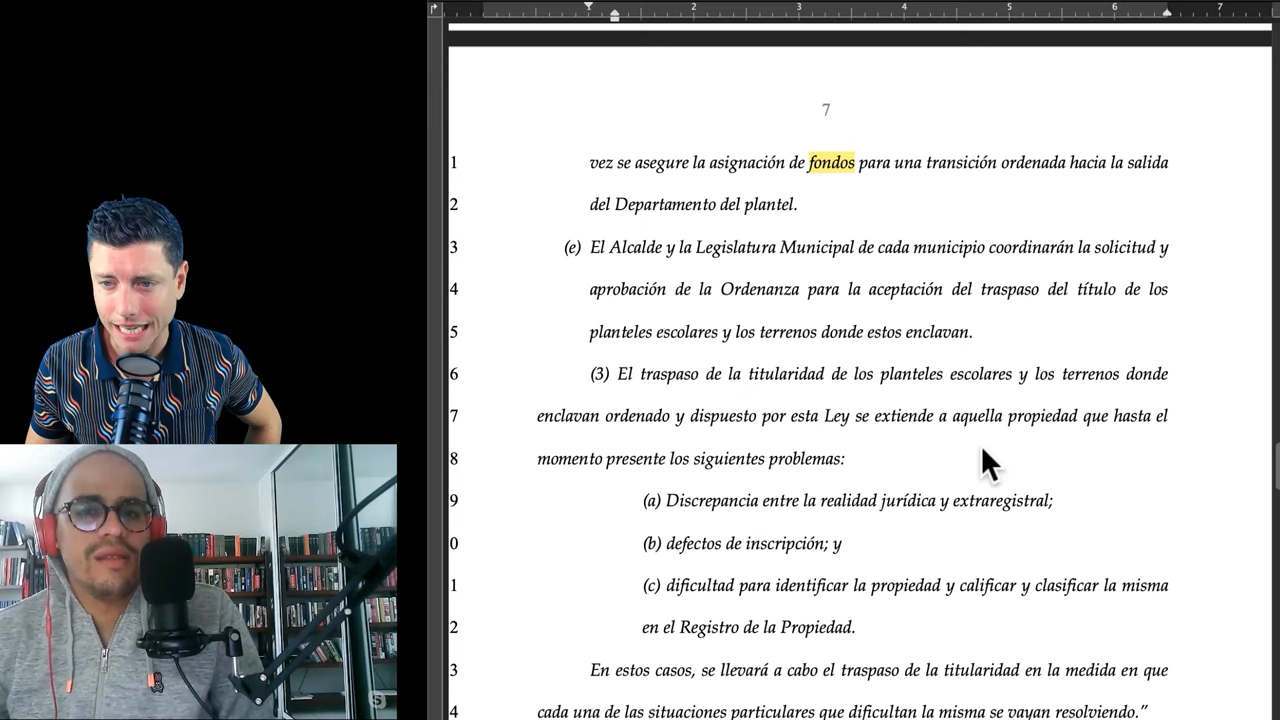 2 3 4 5 6 7
7
1 vez se asegure la asignación de fondos para una transición ordenada hacia la salida
2 del Departamento del plantel.
3 (e) El Alcalde y la Legislatura Municipal de cada municipio coordinarán la solicitud y
4 aprobación de la Ordenanza para la aceptación del traspaso del título de los
5 planteles escolares y los terrenos donde estos enclavan.
6 (3) El traspaso de la titularidad de los planteles escolares y los terrenos donde
7 enclavan ordenado y dispuesto por esta Ley se extiende a aquella propiedad que hasta el
8 momento presente los siguientes problemas:
9 (a) Discrepancia entre la realidad jurídica y extraregistral;
0 (b) defectos de inscripción; y
1 (c) dificultad para identificar la propiedad y calificar y clasificar la misma
2 en el Registro de la Propiedad.
3 En estos casos, se llevará a cabo el traspaso de la titularidad en la medida en que
4 cada una de las situaciones particulares que dificultan la misma se vayan resolviendo.”